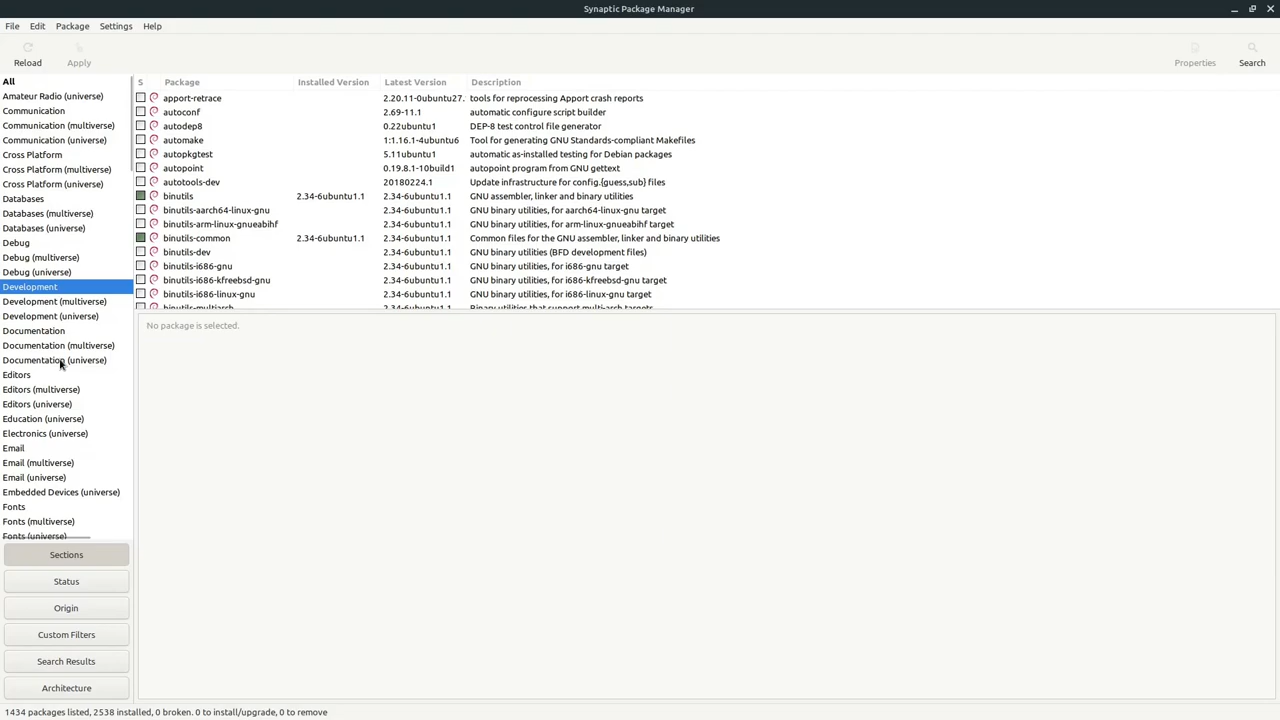 Synaptic Package Manager
File Edit Package Settings Help
Reload Apply Properties Search
All
Amateur Radio (universe)
Communication
Communication (multiverse)
Communication (universe)
Cross Platform
Cross Platform (multiverse)
Cross Platform (universe)
Databases
Databases (multiverse)
Databases (universe)
Debug
Debug (multiverse)
Debug (universe)
Development
Development (multiverse)
Development (universe)
Documentation
Documentation (multiverse)
Documentation (universe)
Editors
Editors (multiverse)
Editors (universe)
Education (universe)
Electronics (universe)
Email
Email (multiverse)
Email (universe)
Embedded Devices (universe)
Fonts
Fonts (multiverse)
Fonts (universe)
Sections
Status
Origin
Custom Filters
Search Results
Architecture
S Package Installed Version Latest Version Description
apport-retrace 2.20.11-0ubuntu27. tools for reprocessing Apport crash reports
autoconf 2.69-11.1 automatic configure script builder
autodep8 0.22ubuntu1 DEP-8 test control file generator
automake 1:1.16.1-4ubuntu6 Tool for generating GNU Standards-compliant Makefiles
autopkgtest 5.11ubuntu1 automatic as-installed testing for Debian packages
autopoint 0.19.8.1-10build1 autopoint program from GNU gettext
autotools-dev 20180224.1 Update infrastructure for config.{guess,sub} files
binutils 2.34-6ubuntu1.1 2.34-6ubuntu1.1 GNU assembler, linker and binary utilities
binutils-aarch64-linux-gnu 2.34-6ubuntu1.1 GNU binary utilities, for aarch64-linux-gnu target
binutils-arm-linux-gnueabihf 2.34-6ubuntu1.1 GNU binary utilities, for arm-linux-gnueabihf target
binutils-common 2.34-6ubuntu1.1 2.34-6ubuntu1.1 Common files for the GNU assembler, linker and binary utilities
binutils-dev 2.34-6ubuntu1.1 GNU binary utilities (BFD development files)
binutils-i686-gnu 2.34-6ubuntu1.1 GNU binary utilities, for i686-gnu target
binutils-i686-kfreebsd-gnu 2.34-6ubuntu1.1 GNU binary utilities, for i686-kfreebsd-gnu target
binutils-i686-linux-gnu 2.34-6ubuntu1.1 GNU binary utilities, for i686-linux-gnu target
binutils-multiarch 2.34-6ubuntu1.1 Binary utilities that support multi-arch targets
No package is selected.
1434 packages listed, 2538 installed, 0 broken. 0 to install/upgrade, 0 to remove